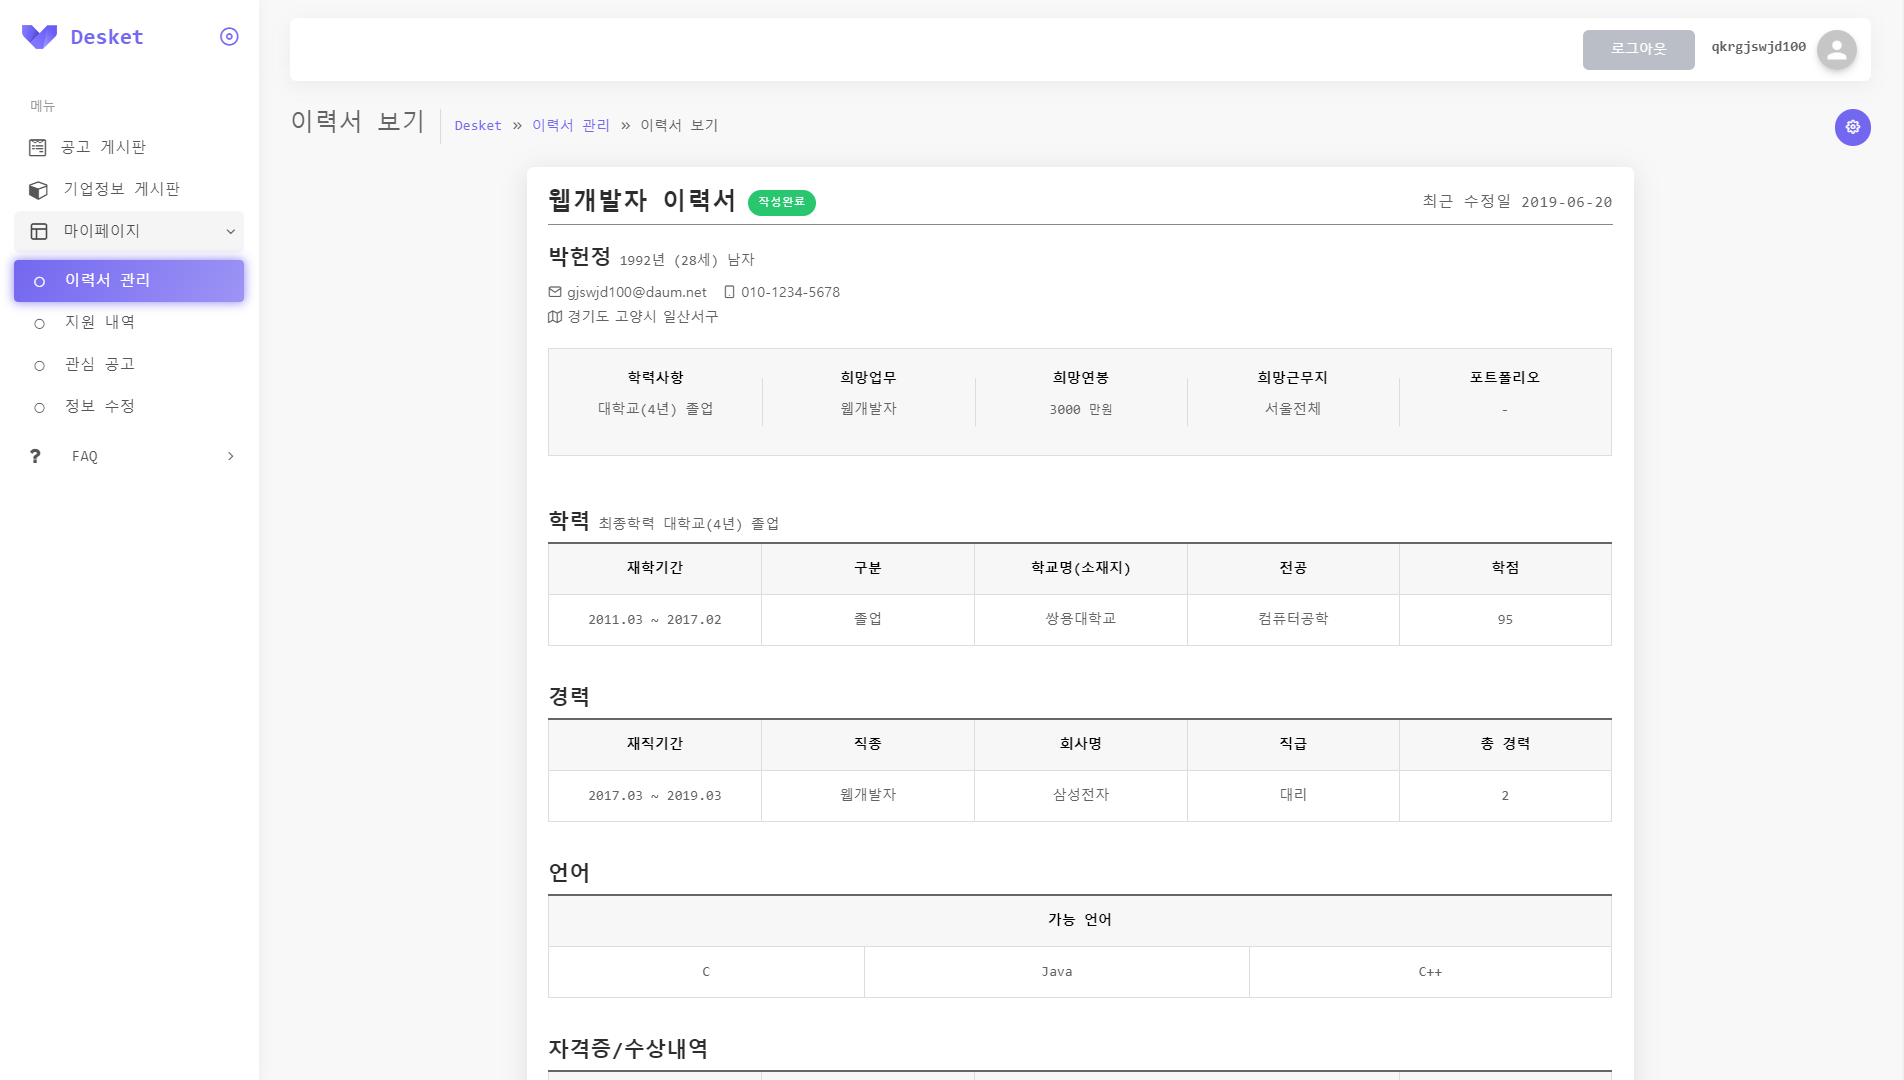 Desket
메뉴
공고 게시판
기업정보 게시판
마이페이지
이력서 관리
지원 내역
관심 공고
정보 수정
? FAQ
로그아웃 qkrgjswjd100
이력서 보기 Desket » 이력서 관리 » 이력서 보기
웹개발자 이력서 작성완료 최근 수정일 2019-06-20
박헌정 1992년 (28세) 남자
gjswjd100@daum.net 010-1234-5678
경기도 고양시 일산서구
학력사항 희망업무 희망연봉 희망근무지 포트폴리오
대학교(4년) 졸업 웹개발자 3000 만원 서울전체 -
학력 최종학력 대학교(4년) 졸업
재학기간 구분 학교명(소재지) 전공 학점
2011.03 ~ 2017.02 졸업 쌍용대학교 컴퓨터공학 95
경력
재직기간 직종 회사명 직급 총 경력
2017.03 ~ 2019.03 웹개발자 삼성전자 대리 2
언어
가능 언어
C Java C++
자격증/수상내역